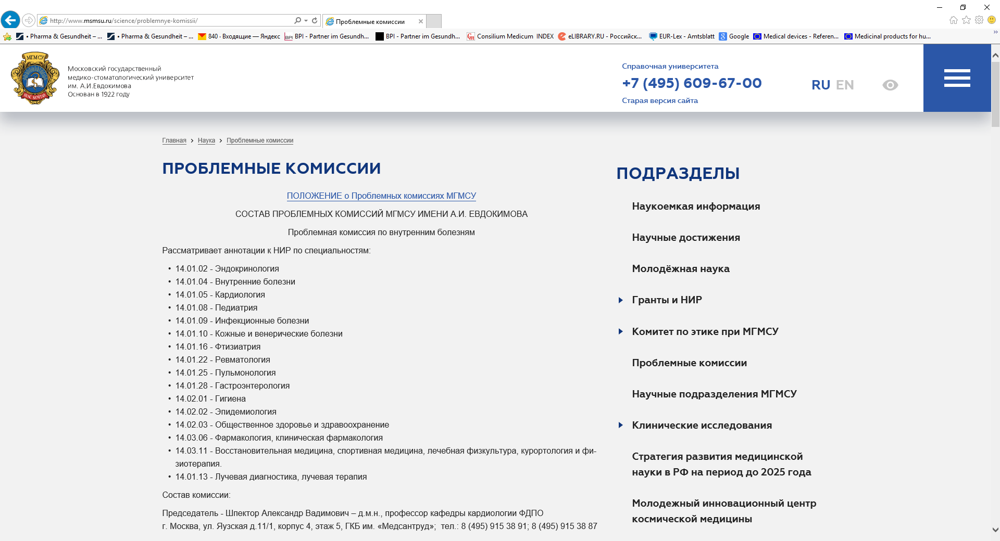 http://www.msmsu.ru/science/problemnye-komissii/
Проблемные комиссии
• Pharma & Gesundheit – ...
• Pharma & Gesundheit – ...
840 · Входящие — Яндекс
BPI - Partner im Gesundh...
BPI - Partner im Gesundh...
Consilium Medicum INDEX
eLIBRARY.RU - Российск...
EUR-Lex - Amtsblatt
Google
Medical devices - Referen...
Medicinal products for hu...
МГМСУ
HINC SANITAS
Московский государственный
медико-стоматологический университет
им. А.И.Евдокимова
Основан в 1922 году
Справочная университета
+7 (495) 609-67-00
Старая версия сайта
RU EN
Главная › Наука › Проблемные комиссии
ПРОБЛЕМНЫЕ КОМИССИИ
ПОЛОЖЕНИЕ о Проблемных комиссиях МГМСУ
СОСТАВ ПРОБЛЕМНЫХ КОМИССИЙ МГМСУ ИМЕНИ А.И. ЕВДОКИМОВА
Проблемная комиссия по внутренним болезням
Рассматривает аннотации к НИР по специальностям:
• 14.01.02 - Эндокринология
• 14.01.04 - Внутренние болезни
• 14.01.05 - Кардиология
• 14.01.08 - Педиатрия
• 14.01.09 - Инфекционные болезни
• 14.01.10 - Кожные и венерические болезни
• 14.01.16 - Фтизиатрия
• 14.01.22 - Ревматология
• 14.01.25 - Пульмонология
• 14.01.28 - Гастроэнтерология
• 14.02.01 - Гигиена
• 14.02.02 - Эпидемиология
• 14.02.03 - Общественное здоровье и здравоохранение
• 14.03.06 - Фармакология, клиническая фармакология
• 14.03.11 - Восстановительная медицина, спортивная медицина, лечебная физкультура, курортология и фи-
зиотерапия.
• 14.01.13 - Лучевая диагностика, лучевая терапия
Состав комиссии:
Председатель - Шпектор Александр Вадимович – д.м.н., профессор кафедры кардиологии ФДПО
г. Москва, ул. Яузская д.11/1, корпус 4, этаж 5, ГКБ им. «Медсантруд»; тел.: 8 (495) 915 38 91; 8 (495) 915 38 87
ПОДРАЗДЕЛЫ
Наукоемкая информация
Научные достижения
Молодёжная наука
Гранты и НИР
Комитет по этике при МГМСУ
Проблемные комиссии
Научные подразделения МГМСУ
Клинические исследования
Стратегия развития медицинской
науки в РФ на период до 2025 года
Молодежный инновационный центр
космической медицины